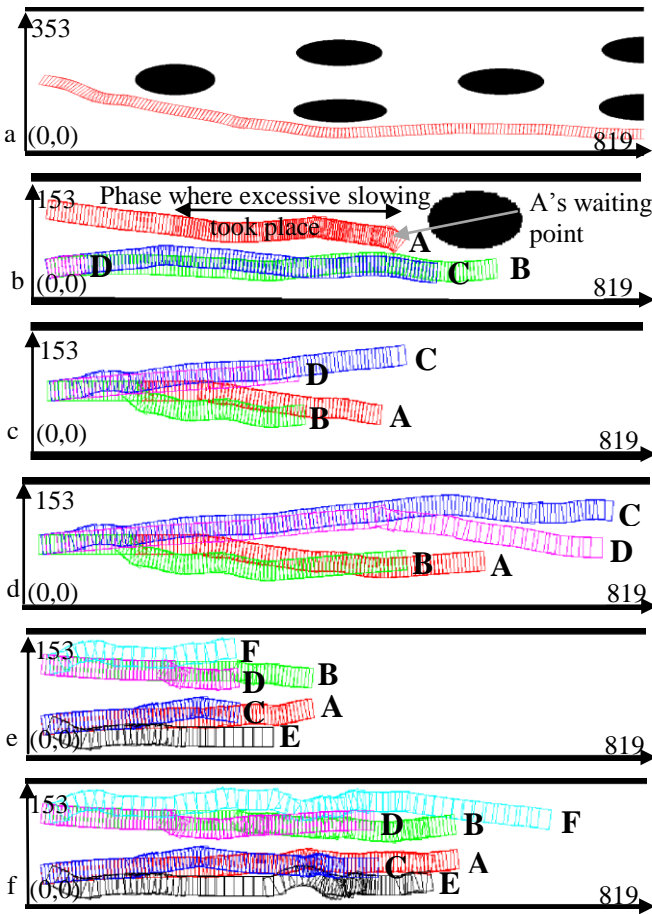 353
(0,0)
819
a
153
Phase where excessive slowing
took place
A's waiting
point
A
D
C
B
(0,0)
819
b
153
C
D
B
A
(0,0)
819
c
153
C
D
B
A
(0,0)
819
d
153
F
B
D
A
C
E
(0,0)
819
e
153
D
B
F
C
A
E
(0,0)
819
f